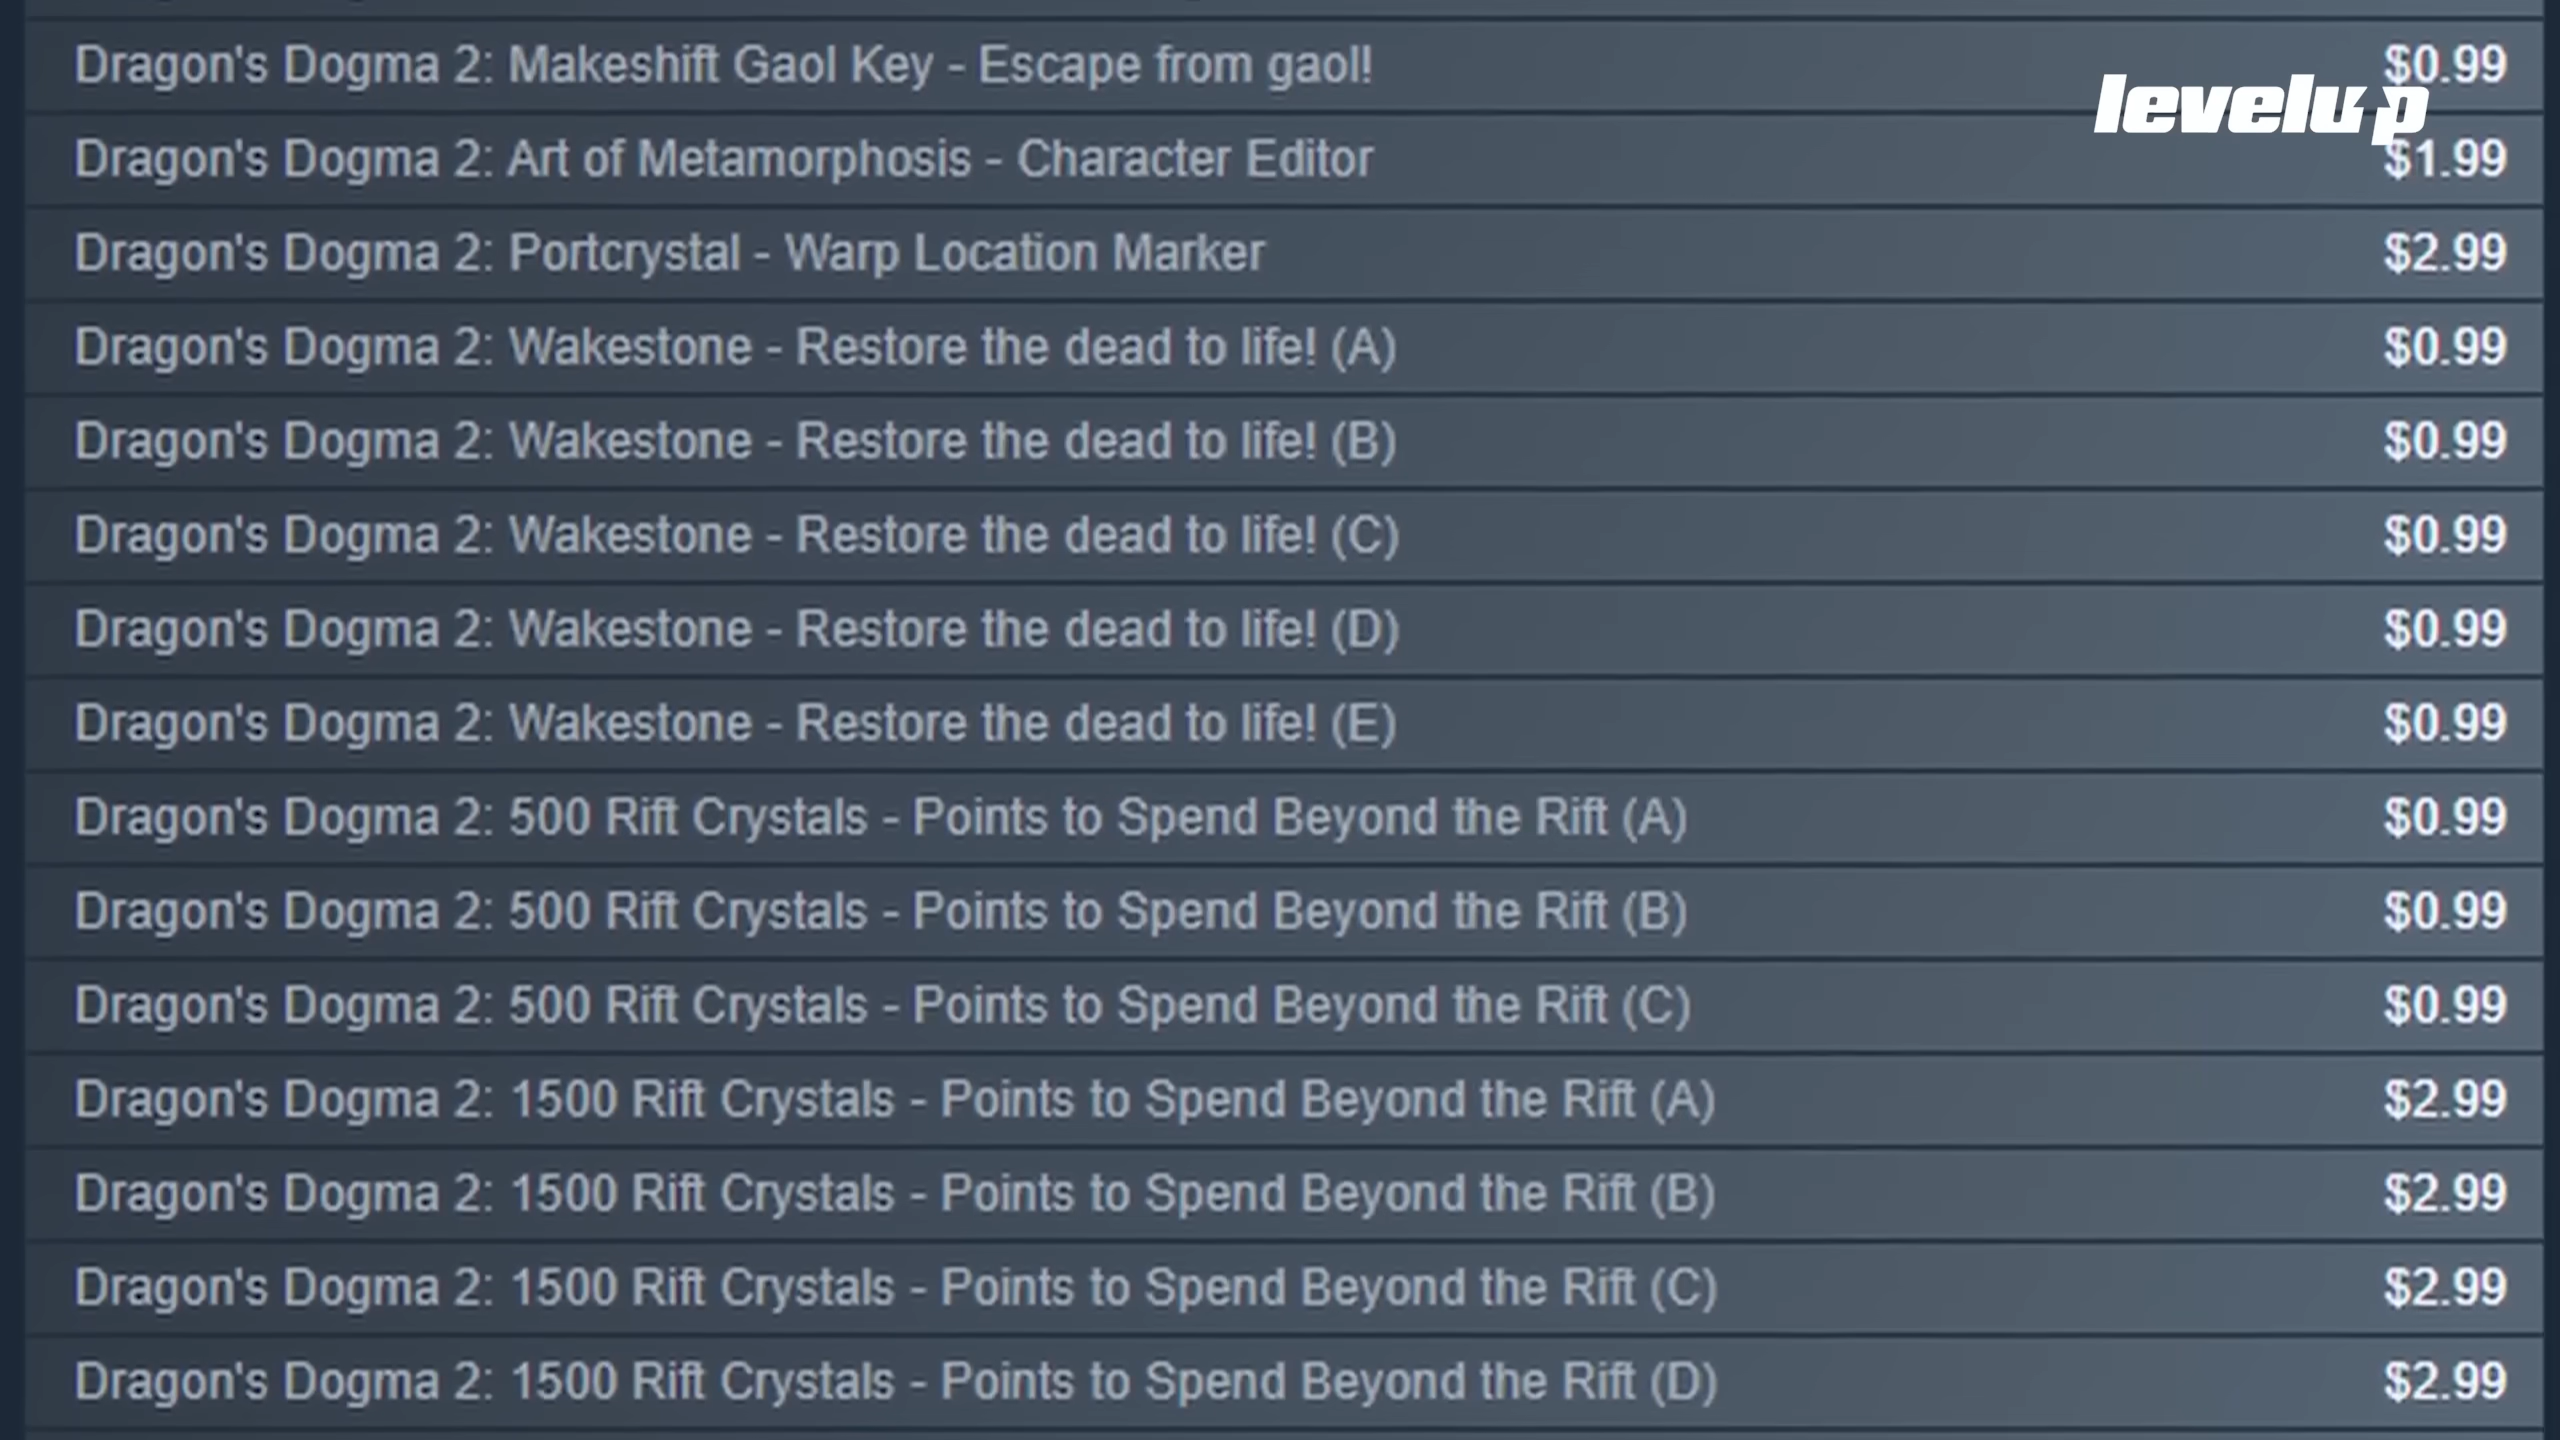 Dragon's Dogma 2: Makeshift Gaol Key - Escape from gaol! $0.99
levelup
Dragon's Dogma 2: Art of Metamorphosis - Character Editor $1.99
Dragon's Dogma 2: Portcrystal - Warp Location Marker $2.99
Dragon's Dogma 2: Wakestone - Restore the dead to life! (A) $0.99
Dragon's Dogma 2: Wakestone - Restore the dead to life! (B) $0.99
Dragon's Dogma 2: Wakestone - Restore the dead to life! (C) $0.99
Dragon's Dogma 2: Wakestone - Restore the dead to life! (D) $0.99
Dragon's Dogma 2: Wakestone - Restore the dead to life! (E) $0.99
Dragon's Dogma 2: 500 Rift Crystals - Points to Spend Beyond the Rift (A) $0.99
Dragon's Dogma 2: 500 Rift Crystals - Points to Spend Beyond the Rift (B) $0.99
Dragon's Dogma 2: 500 Rift Crystals - Points to Spend Beyond the Rift (C) $0.99
Dragon's Dogma 2: 1500 Rift Crystals - Points to Spend Beyond the Rift (A) $2.99
Dragon's Dogma 2: 1500 Rift Crystals - Points to Spend Beyond the Rift (B) $2.99
Dragon's Dogma 2: 1500 Rift Crystals - Points to Spend Beyond the Rift (C) $2.99
Dragon's Dogma 2: 1500 Rift Crystals - Points to Spend Beyond the Rift (D) $2.99